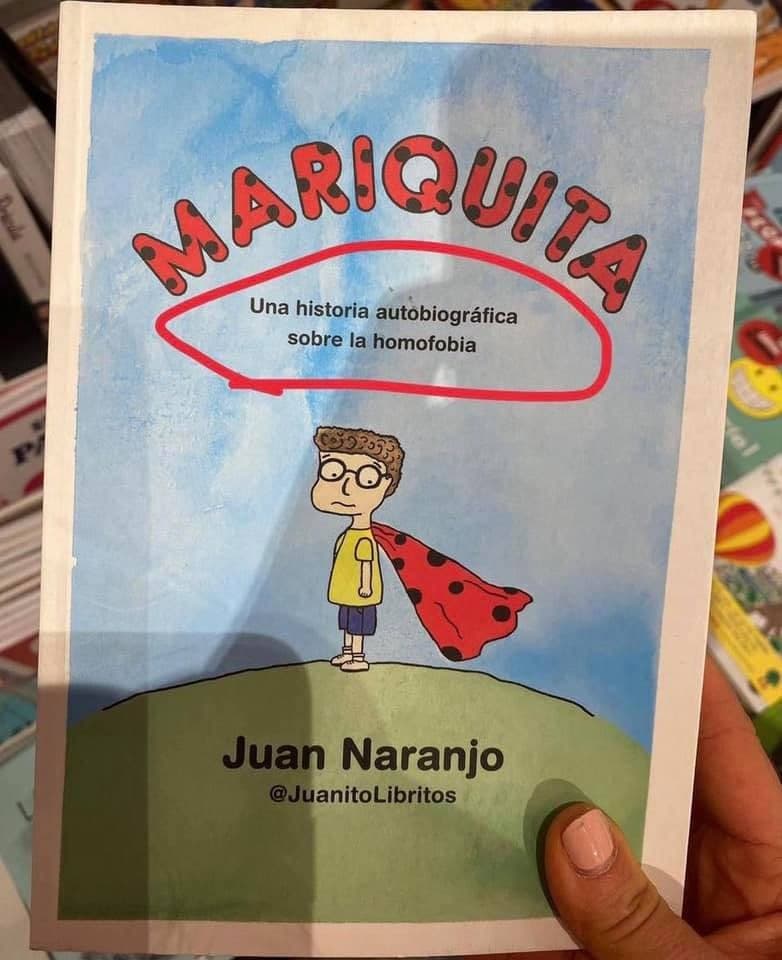 MARIQUITA
Una historia autobiográfica
sobre la homofobia
Juan Naranjo
@JuanitoLibritos